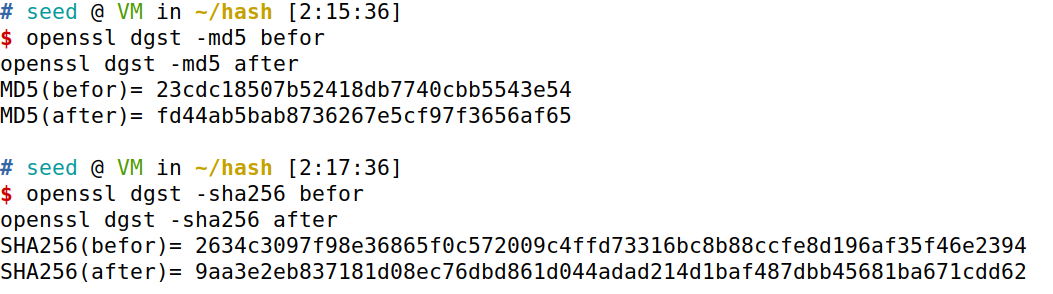 # seed @ VM in ~/hash [2:15:36]
$ openssl dgst -md5 befor
openssl dgst -md5 after
MD5(befor)= 23cdc18507b52418db7740cbb5543e54
MD5(after)= fd44ab5bab8736267e5cf97f3656af65
# seed @ VM in ~/hash [2:17:36]
$ openssl dgst -sha256 befor
openssl dgst -sha256 after
SHA256(befor)= 2634c3097f98e36865f0c572009c4ffd73316bc8b88ccfe8d196af35f46e2394
SHA256(after)= 9aa3e2eb837181d08ec76dbd861d044adad214d1baf487dbb45681ba671cdd62